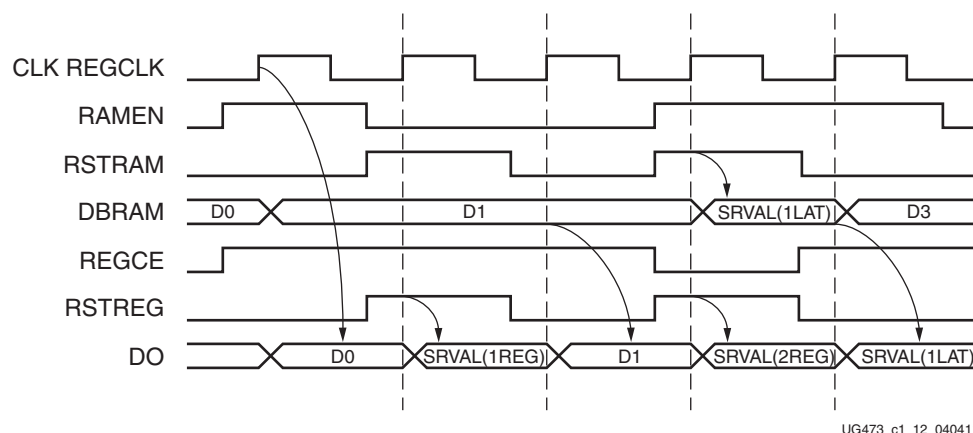 CLK REGCLK
RAMEN
RSTRAM
DBRAM D0 D1 SRVAL(1LAT) D3
REGCE
RSTREG
DO D0 SRVAL(1REG) D1 SRVAL(2REG) SRVAL(1LAT)
UG473_c1_12_04041